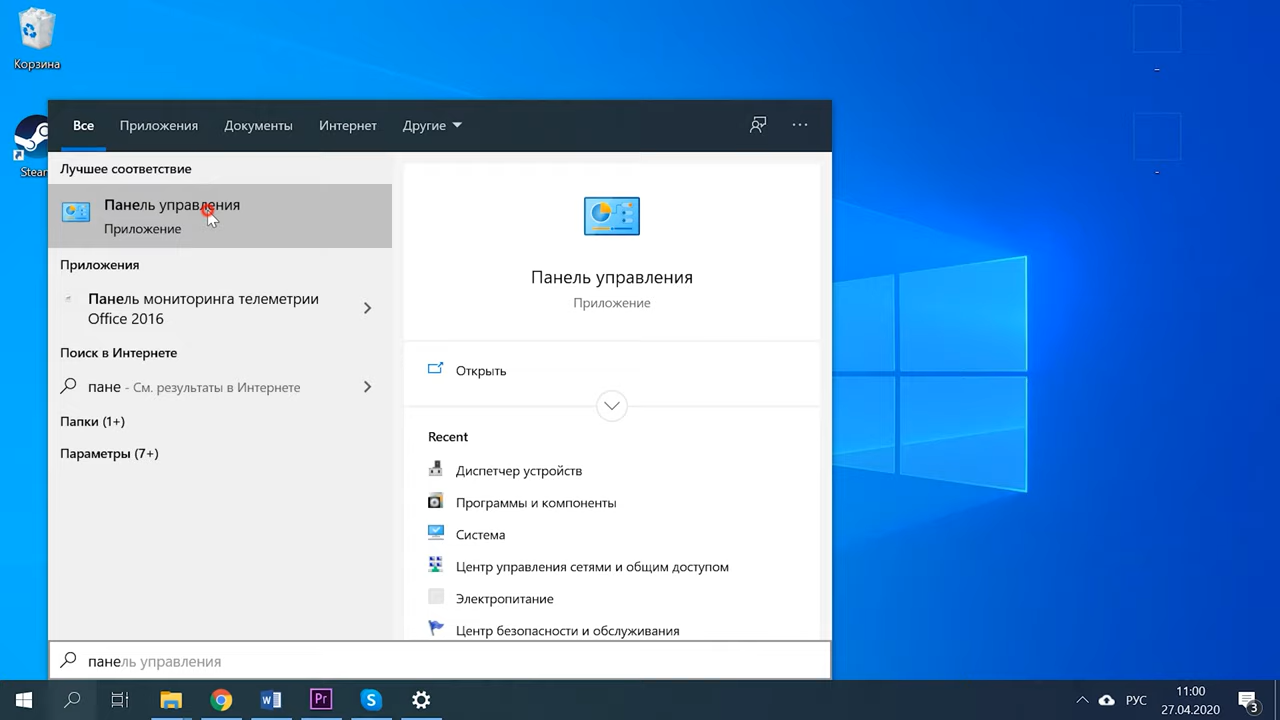 Корзина
Steam
Все Приложения Документы Интернет Другие
Лучшее соответствие
Панель управления
Приложение
Приложения
Панель мониторинга телеметрии
Office 2016
Поиск в Интернете
пане - См. результаты в Интернете
Папки (1+)
Параметры (7+)
Панель управления
Приложение
Открыть
Recent
Диспетчер устройств
Программы и компоненты
Система
Центр управления сетями и общим доступом
Электропитание
Центр безопасности и обслуживания
панель управления
Pr
РУС
11:00
27.04.2020
3